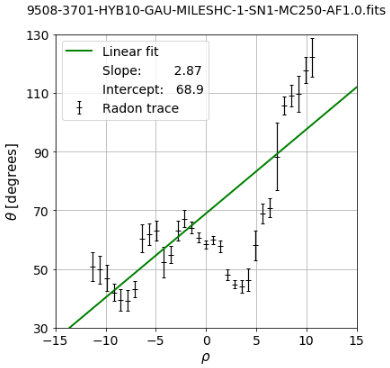 9508-3701-HYB10-GAU-MILESHC-1-SN1-MC250-AF1.0.fits
130
110
90
70
50
30
θ [degrees]
Linear fit
Slope: 2.87
Intercept: 68.9
Radon trace
-15 -10 -5 0 5 10 15
ρ